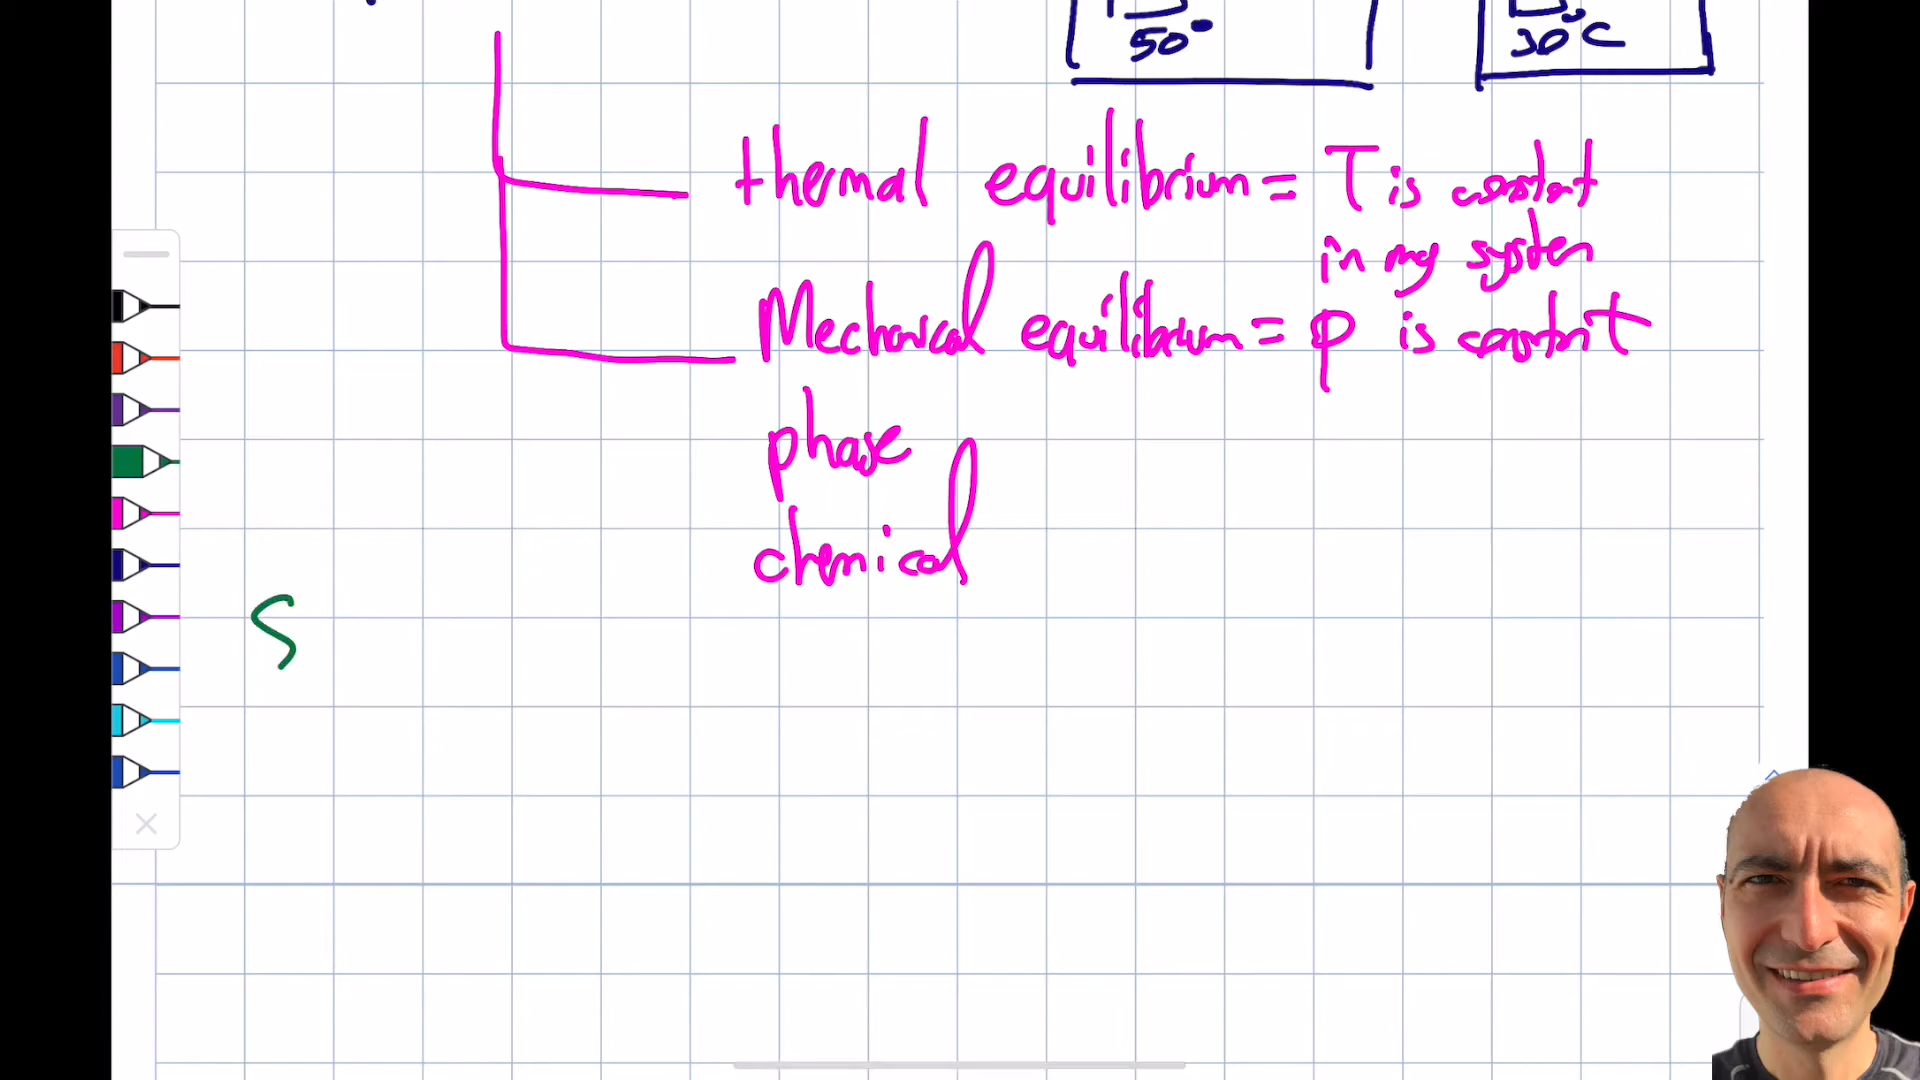 50° 30°C
thermal equilibrium = T is constant
in my system
Mechanical equilibrium = P is constant
phase
chemical
S